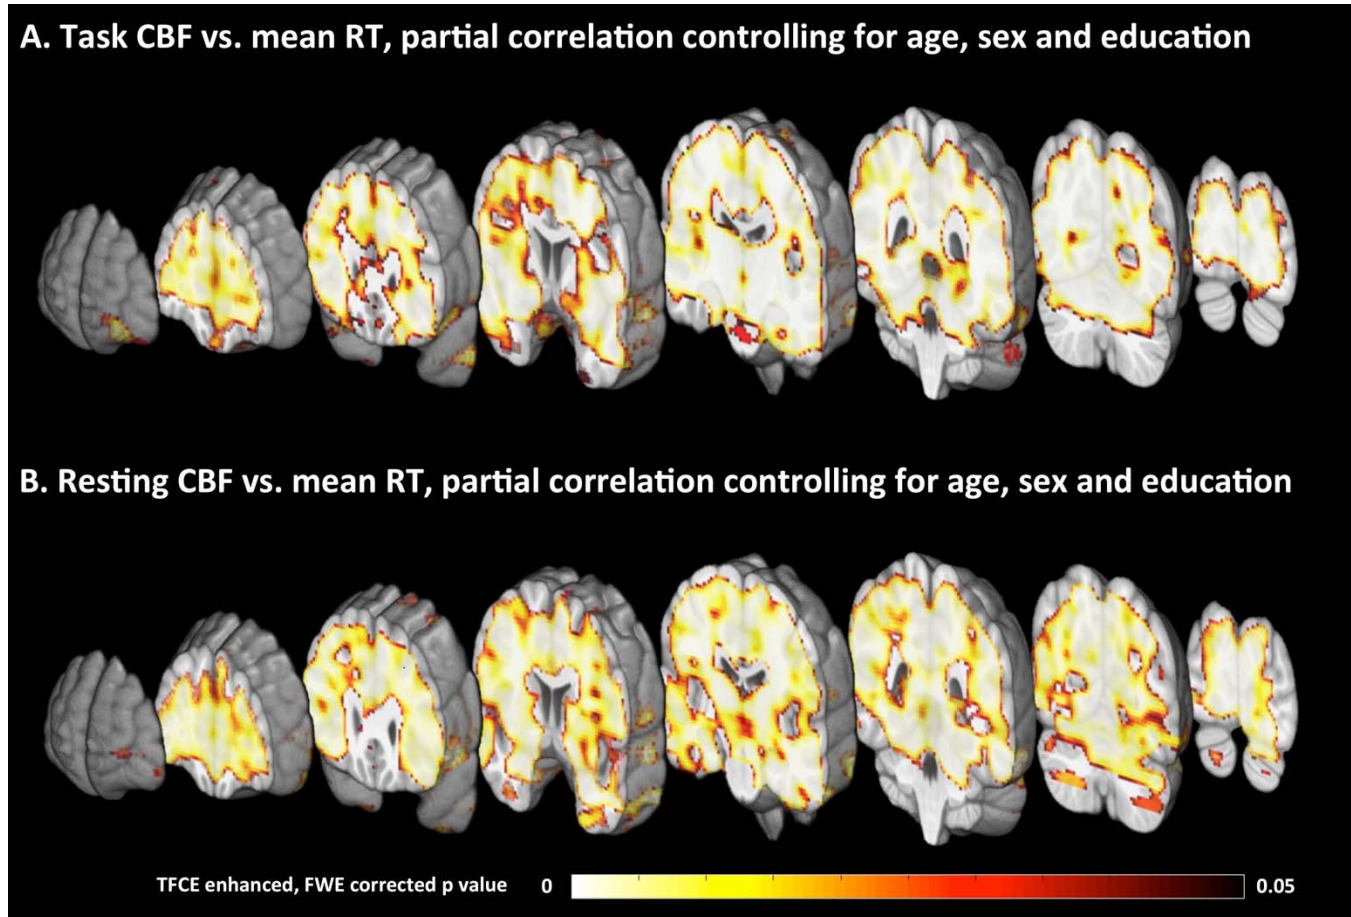 A. Task CBF vs. mean RT, partial correlation controlling for age, sex and education
B. Resting CBF vs. mean RT, partial correlation controlling for age, sex and education
TFCE enhanced, FWE corrected p value 0 0.05